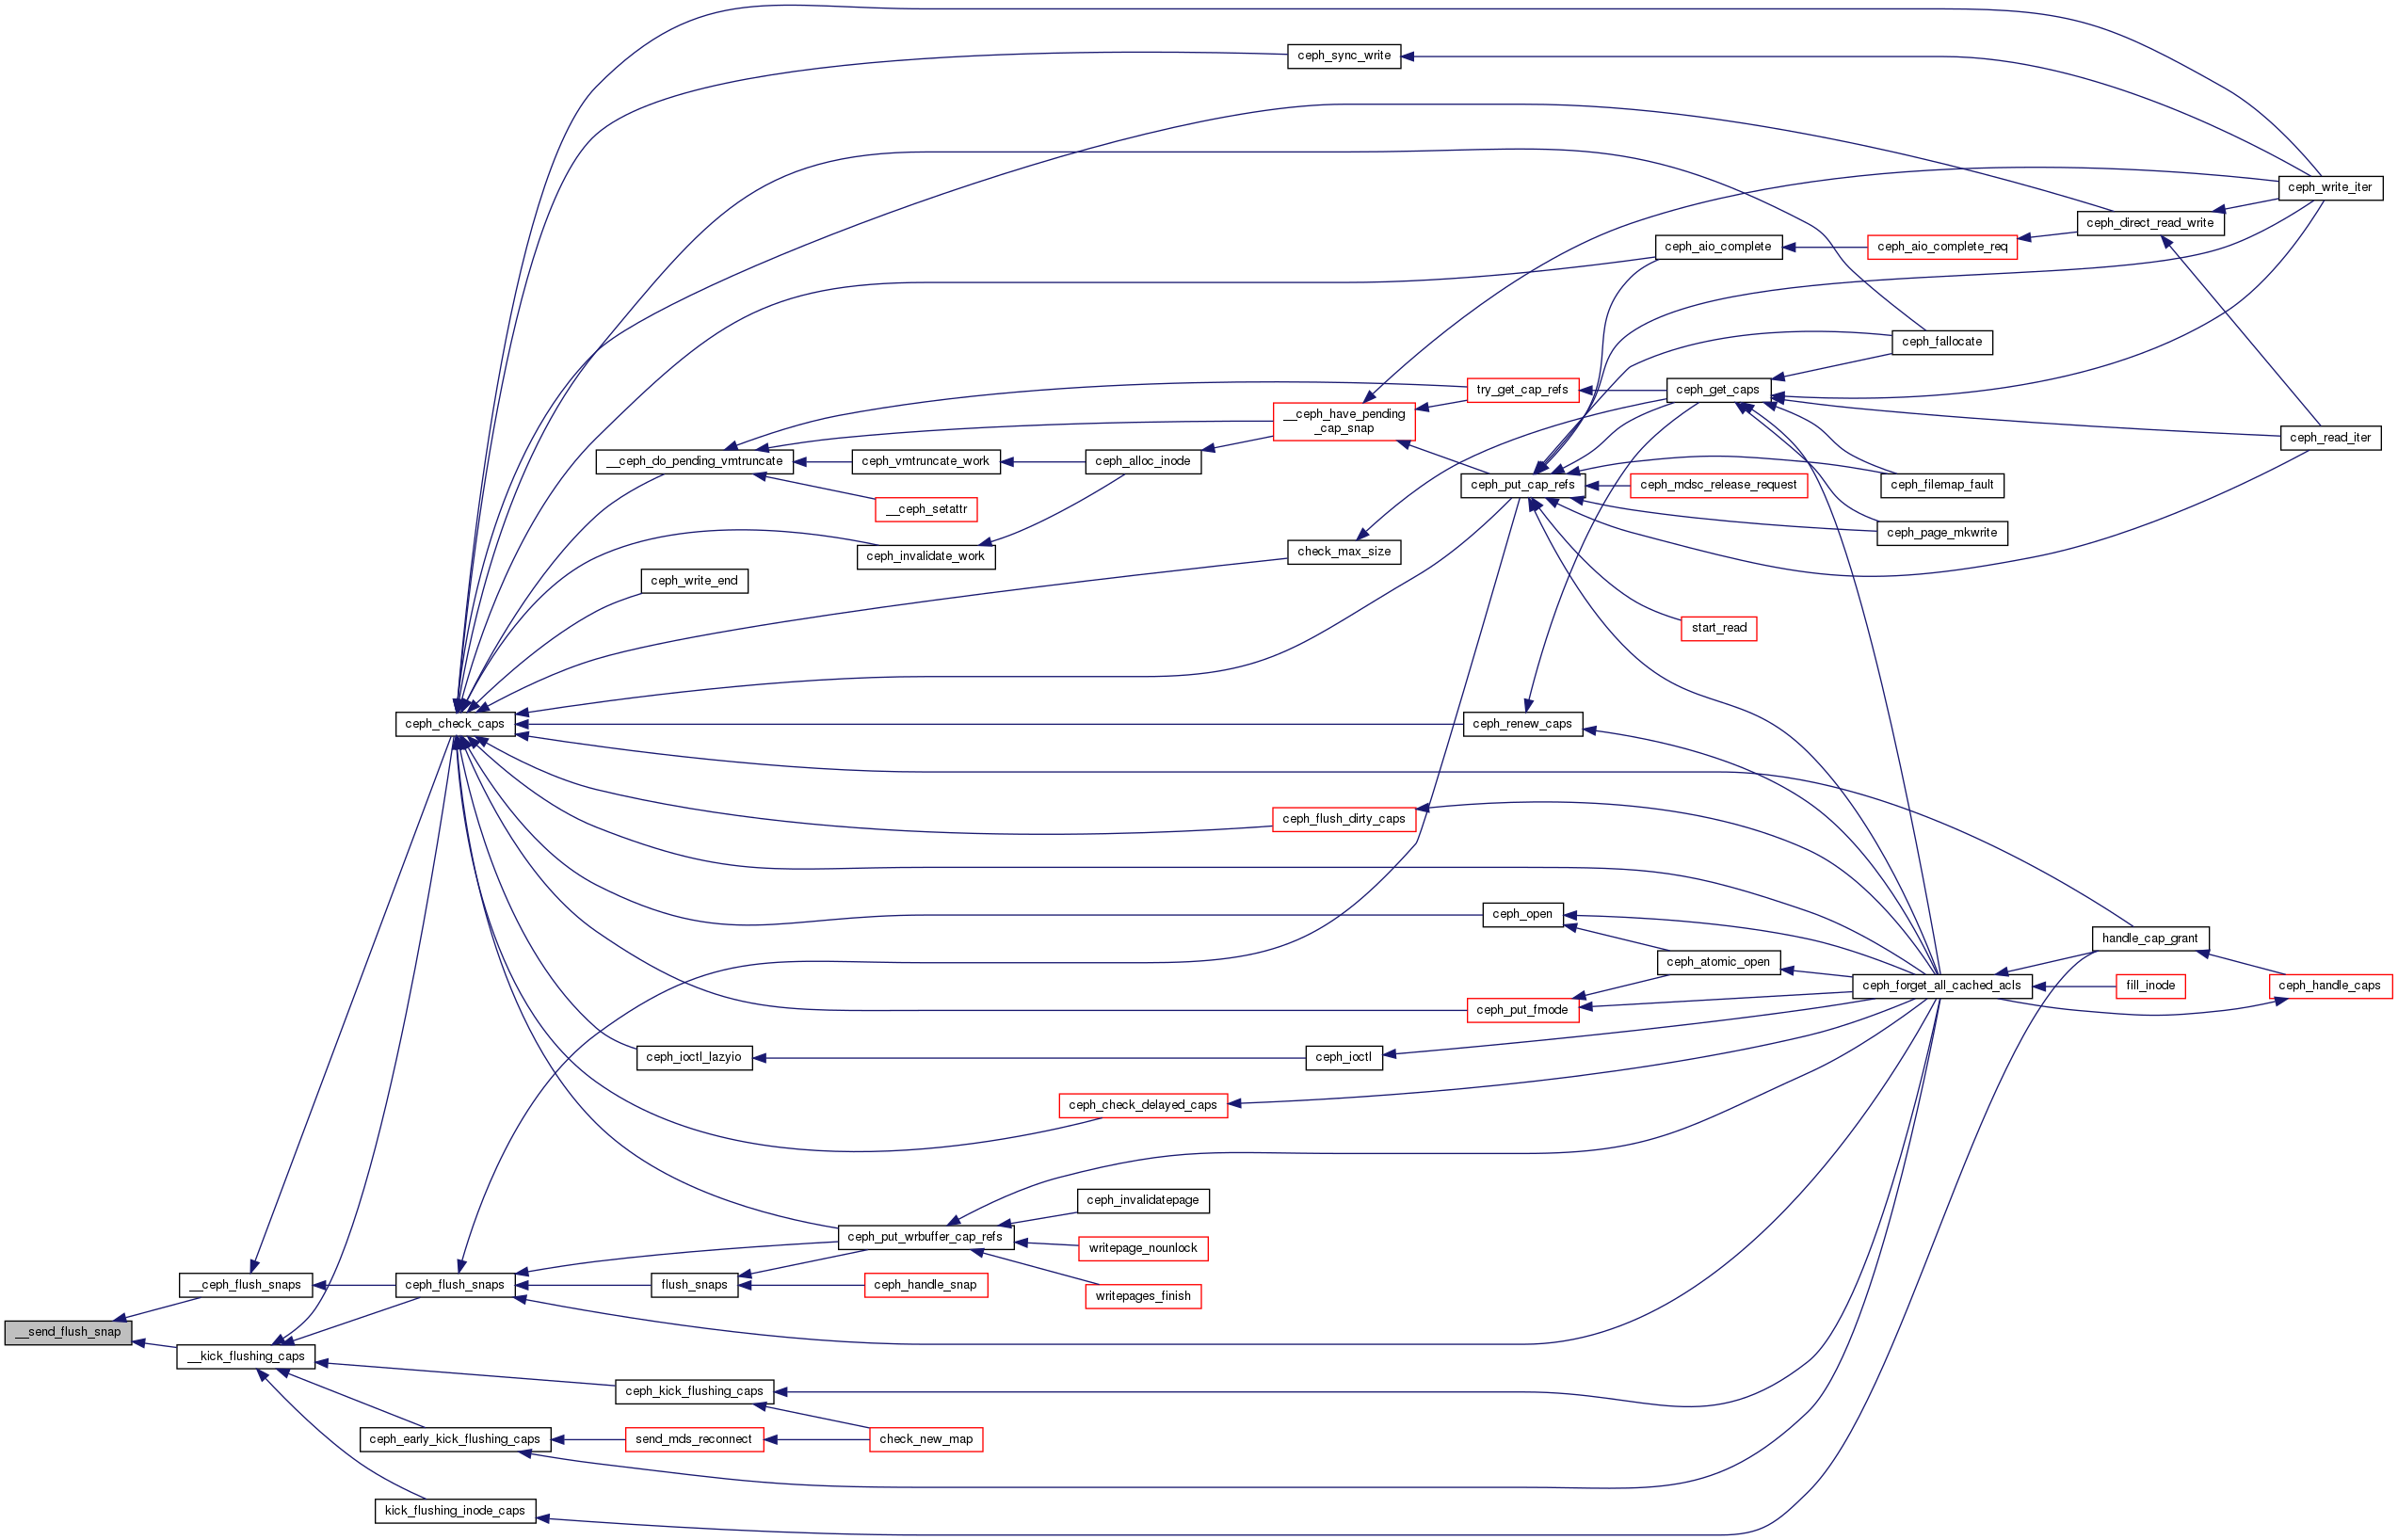 ceph_sync_write
ceph_write_iter
ceph_direct_read_write
ceph_aio_complete
ceph_aio_complete_req
ceph_fallocate
try_get_cap_refs
ceph_get_caps
__ceph_have_pending
_cap_snap
ceph_read_iter
__ceph_do_pending_vmtruncate
ceph_vmtruncate_work
ceph_alloc_inode
ceph_put_cap_refs
ceph_mdsc_release_request
ceph_filemap_fault
__ceph_setattr
ceph_page_mkwrite
ceph_invalidate_work
check_max_size
ceph_write_end
start_read
ceph_check_caps
ceph_renew_caps
ceph_flush_dirty_caps
ceph_open
handle_cap_grant
ceph_atomic_open
ceph_forget_all_cached_acls
fill_inode
ceph_handle_caps
ceph_put_fmode
ceph_ioctl_lazyio
ceph_ioctl
ceph_check_delayed_caps
ceph_invalidatepage
ceph_put_wrbuffer_cap_refs
writepage_nounlock
__ceph_flush_snaps
ceph_flush_snaps
flush_snaps
ceph_handle_snap
writepages_finish
__send_flush_snap
__kick_flushing_caps
ceph_kick_flushing_caps
ceph_early_kick_flushing_caps
send_mds_reconnect
check_new_map
kick_flushing_inode_caps